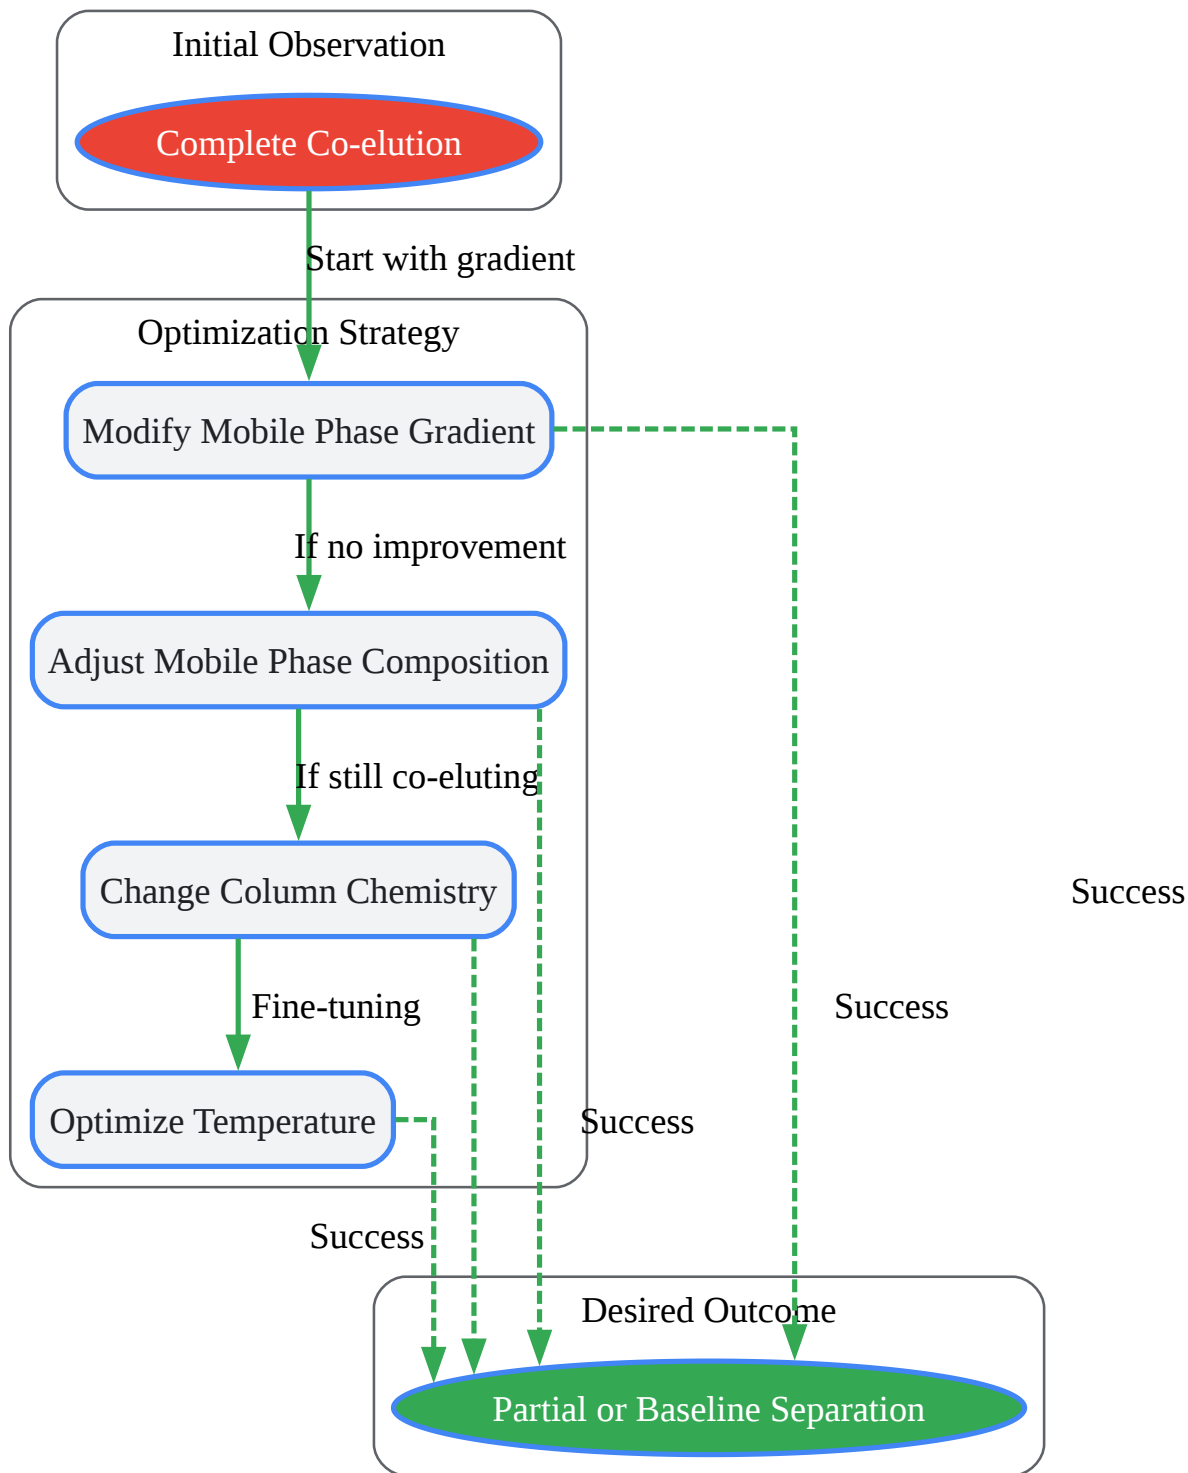 Initial Observation
Complete Co-elution
Start with gradient
Optimization Strategy
Modify Mobile Phase Gradient
If no improvement
Adjust Mobile Phase Composition
If still co-eluting
Change Column Chemistry
Success
Fine-tuning
Success
Optimize Temperature
Success
Success
Desired Outcome
Partial or Baseline Separation